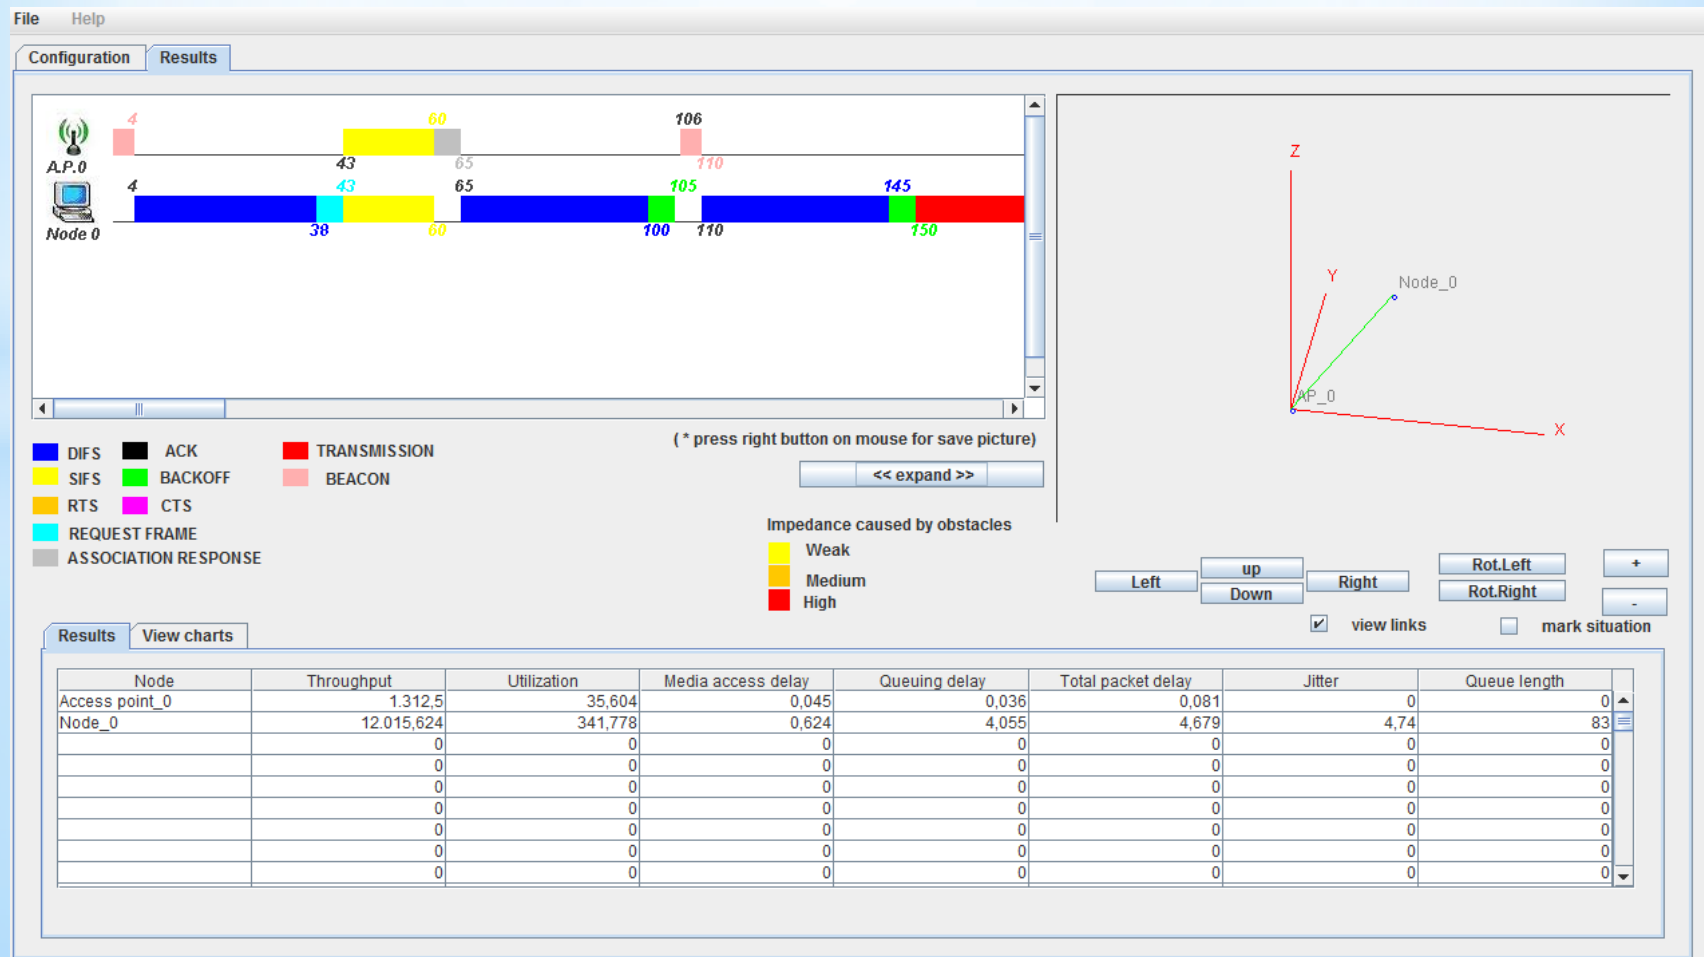 File Help
Configuration Results
4 60 106
A.P.0 43 65 110
4 43 65 105 145
Node 0 38 60 100 110 150
Z
Y
Node_0
AP_0
X
( * press right button on mouse for save picture)
<< expand >>
DIFS ACK TRANSMISSION
SIFS BACKOFF BEACON
RTS CTS
REQUEST FRAME
ASSOCIATION RESPONSE
Impedance caused by obstacles
Weak
Medium
High
Left up Right Rot.Left +
Down Rot.Right -
view links mark situation
Results View charts
Node Throughput Utilization Media access delay Queuing delay Total packet delay Jitter Queue length
Access point_0 1.312,5 35,604 0,045 0,036 0,081 0 0
Node_0 12.015,624 341,778 0,624 4,055 4,679 4,74 83
0 0 0 0 0 0 0
0 0 0 0 0 0 0
0 0 0 0 0 0 0
0 0 0 0 0 0 0
0 0 0 0 0 0 0
0 0 0 0 0 0 0
0 0 0 0 0 0 0